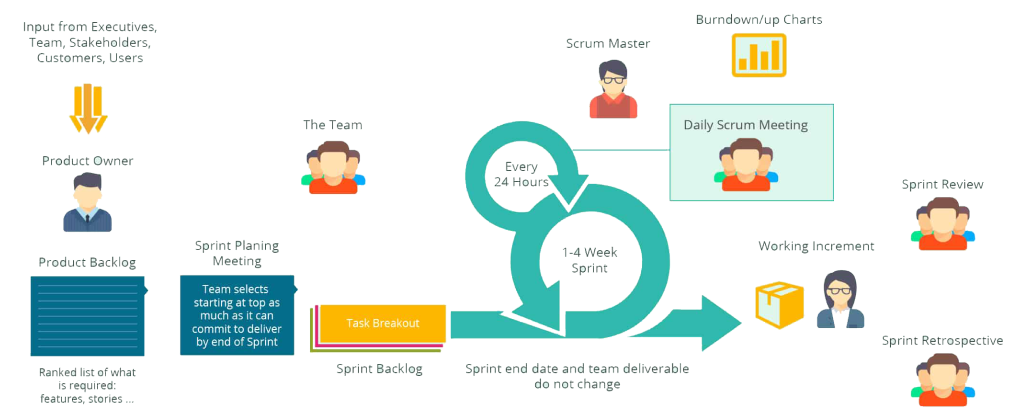 Input from Executives,
Team, Stakeholders,
Customers, Users
Product Owner
Product Backlog
Ranked list of what
is required:
features, stories ...
Sprint Planing
Meeting
Team selects
starting at top as
much as it can
commit to deliver
by end of Sprint
The Team
Task Breakout
Sprint Backlog
Scrum Master
Burndown/up Charts
Daily Scrum Meeting
Every
24 Hours
1-4 Week
Sprint
Sprint end date and team deliverable
do not change
Working Increment
Sprint Review
Sprint Retrospective